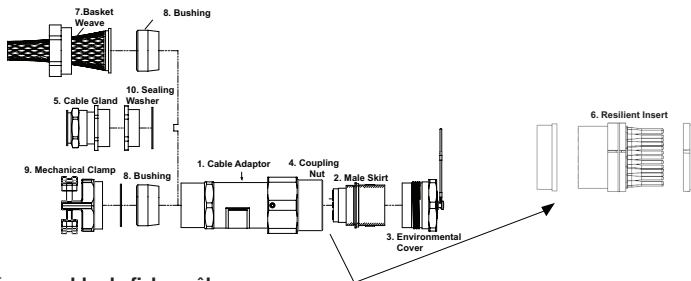 7.Basket
Weave
8. Bushing
10. Sealing
Washer
5. Cable Gland
6. Resilient Insert
9. Mechanical Clamp
8. Bushing
1. Cable Adaptor
4. Coupling
Nut
2. Male Skirt
3. Environmental
Cover